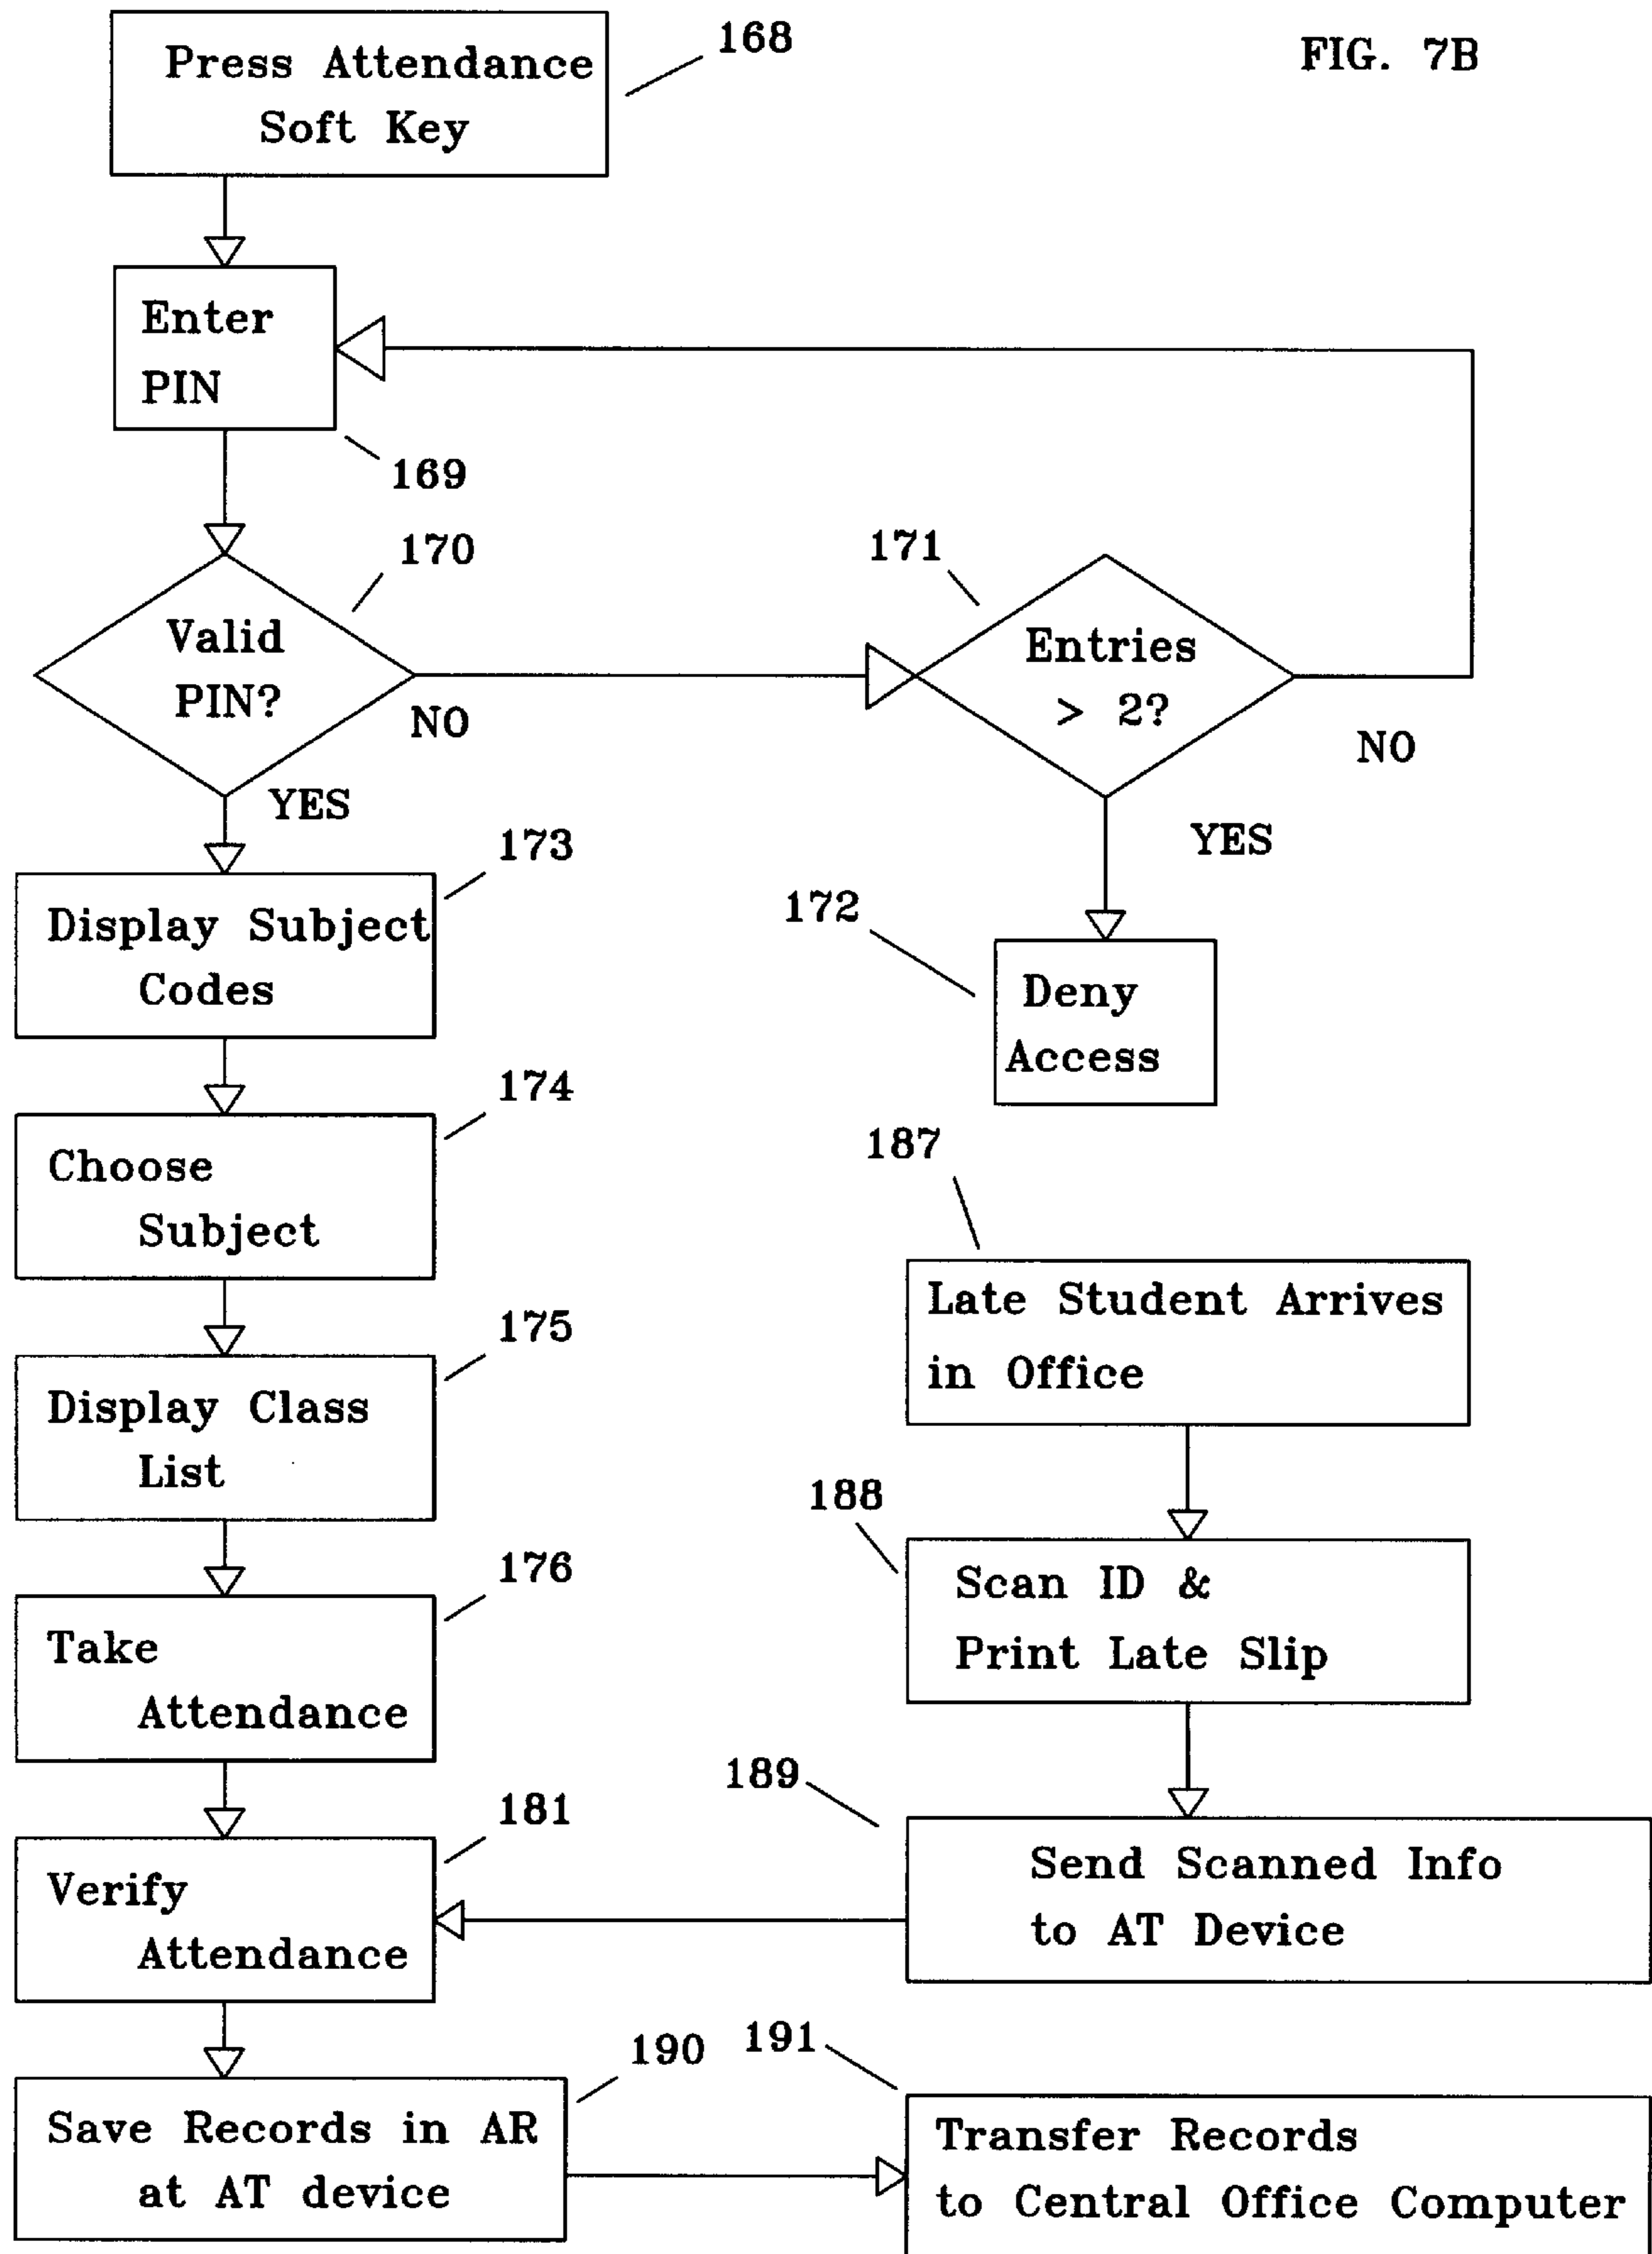 FIG. 7B
Press Attendance
Soft Key
168
Enter
PIN
169
170
Valid
PIN?
NO
YES
171
Entries
> 2?
NO
YES
172
Deny
Access
173
Display Subject
Codes
174
Choose
Subject
175
Display Class
List
176
Take
Attendance
181
Verify
Attendance
187
Late Student Arrives
in Office
188
Scan ID &
Print Late Slip
189
Send Scanned Info
to AT Device
190
Save Records in AR
at AT device
191
Transfer Records
to Central Office Computer